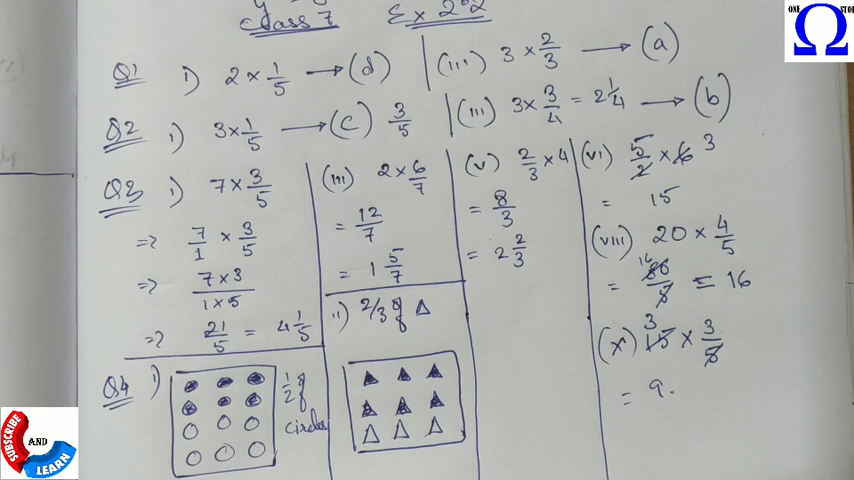 Class 7 Ex 2.2
Q1 i) 2 × 1/5 → (d)
(iii) 3 × 2/3 → (a)
Q2 i) 3 × 1/5 → (c) 3/5
(iii) 3 × 3/4 = 2 1/4 → (b)
Q3 i) 7 × 3/5
⇒ 7/1 × 3/5
⇒ 7×3/1×5
⇒ 21/5 = 4 1/5
(iii) 2 × 6/7
= 12/7
= 1 5/7
(v) 2/3 × 4
= 8/3
= 2 2/3
(vi) 5/2 × 6 3
= 15
(viii) 20 × 4/5
= 16 80/5 = 16
(x) 3 15 × 3/5
= 9.
Q4 i)
1/2 of
circles
ii) 2/3 of △
ONE STOP
Ω
SUBSCRIBE
AND
LEARN